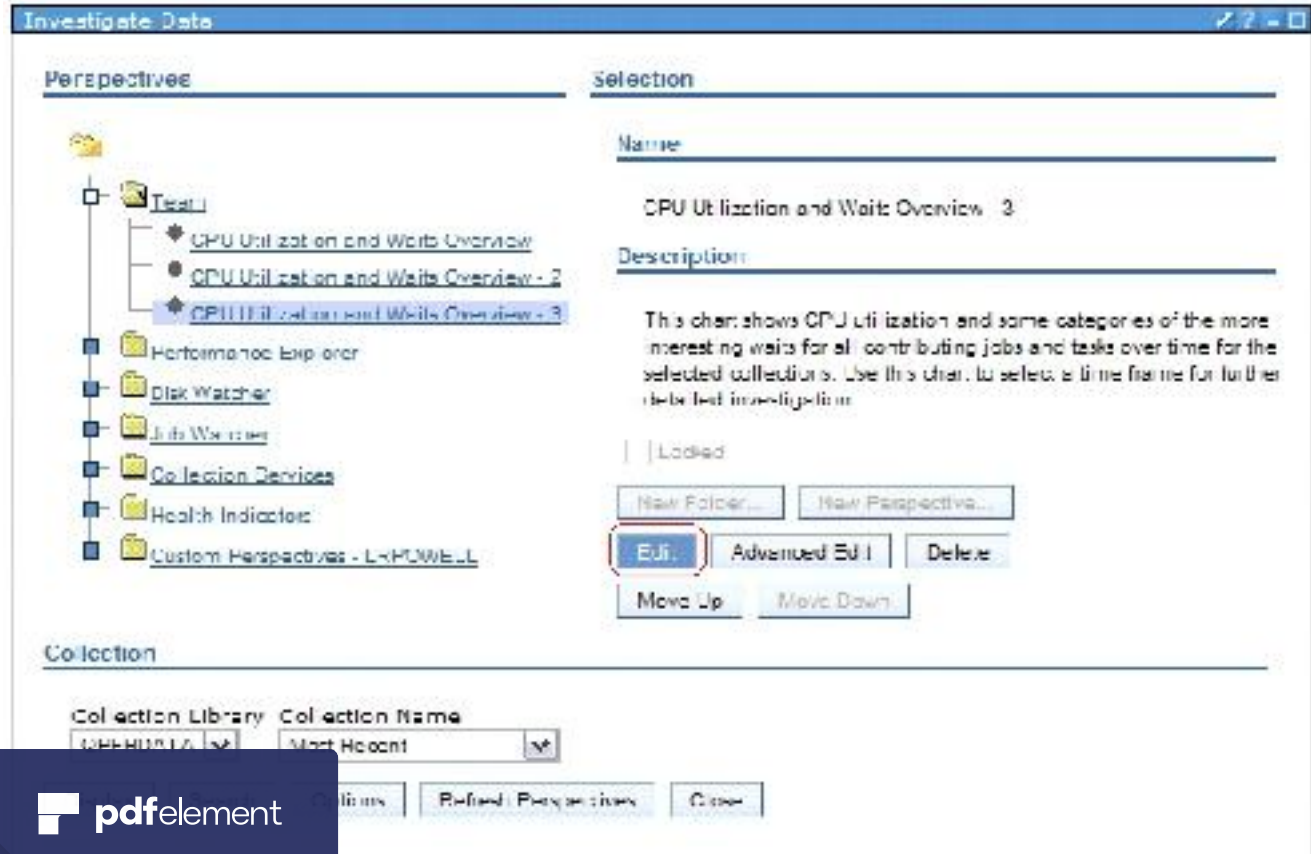 Investigate Data
Perspectives
Selection
Name
Team
CPU Utilization and Waits Overview - 3
CPU Utilization and Waits Overview
Description
CPU Utilization and Waits Overview - 2
CPU Utilization and Waits Overview - 3
This chart shows CPU utilization and some categories of the more
interesting waits for all contributing jobs and tasks over time for the
selected collections. Use this chart to select a time frame for further
detailed investigation
Performance Explorer
Disk Watcher
Job Watcher
Collection Services
Health Indicators
Custom Perspectives -
Locked
New Folder...
New Perspective...
Edit
Advanced Edit
Delete
Move Up
Move Down
Collection
Collection Library
Collection Name
QPFRDATA
Most Recent
Options
Refresh Perspectives
Close
pdfelement